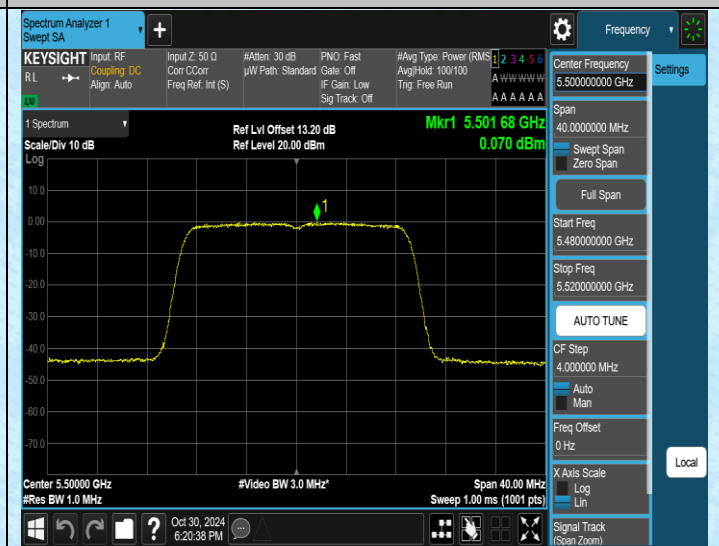 Spectrum Analyzer 1
Swept SA
+
Frequency
KEYSIGHT
R L
LXI
Input: RF
Coupling: DC
Align: Auto
Input Z: 50 Ω
Corr CCorr
Freq Ref: Int (S)
#Atten: 30 dB
µW Path: Standard
PNO: Fast
Gate: Off
IF Gain: Low
Sig Track: Off
#Avg Type: Power (RMS
Avg|Hold: 100/100
Trig: Free Run
1 2 3 4 5 6
A W W W W W
A A A A A A
1 Spectrum
Scale/Div 10 dB
Log
Ref Lvl Offset 13.20 dB
Ref Level 20.00 dBm
Mkr1 5.501 68 GHz
0.070 dBm
10.0
0.00
-10.0
-20.0
-30.0
-40.0
-50.0
-60.0
-70.0
1
Center 5.50000 GHz
#Res BW 1.0 MHz
#Video BW 3.0 MHz*
Span 40.00 MHz
Sweep 1.00 ms (1001 pts)
?
Oct 30, 2024
6:20:38 PM
Center Frequency
5.500000000 GHz
Settings
Span
40.0000000 MHz
Swept Span
Zero Span
Full Span
Start Freq
5.480000000 GHz
Stop Freq
5.520000000 GHz
AUTO TUNE
CF Step
4.000000 MHz
Auto
Man
Freq Offset
0 Hz
X Axis Scale
Log
Lin
Local
Signal Track
(Span Zoom)